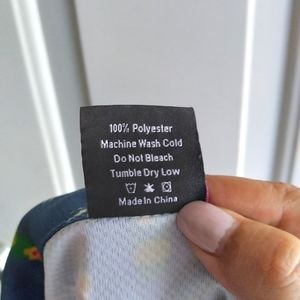 100% Polyester
Machine Wash Cold
Do Not Bleach
Tumble Dry Low
Made In China